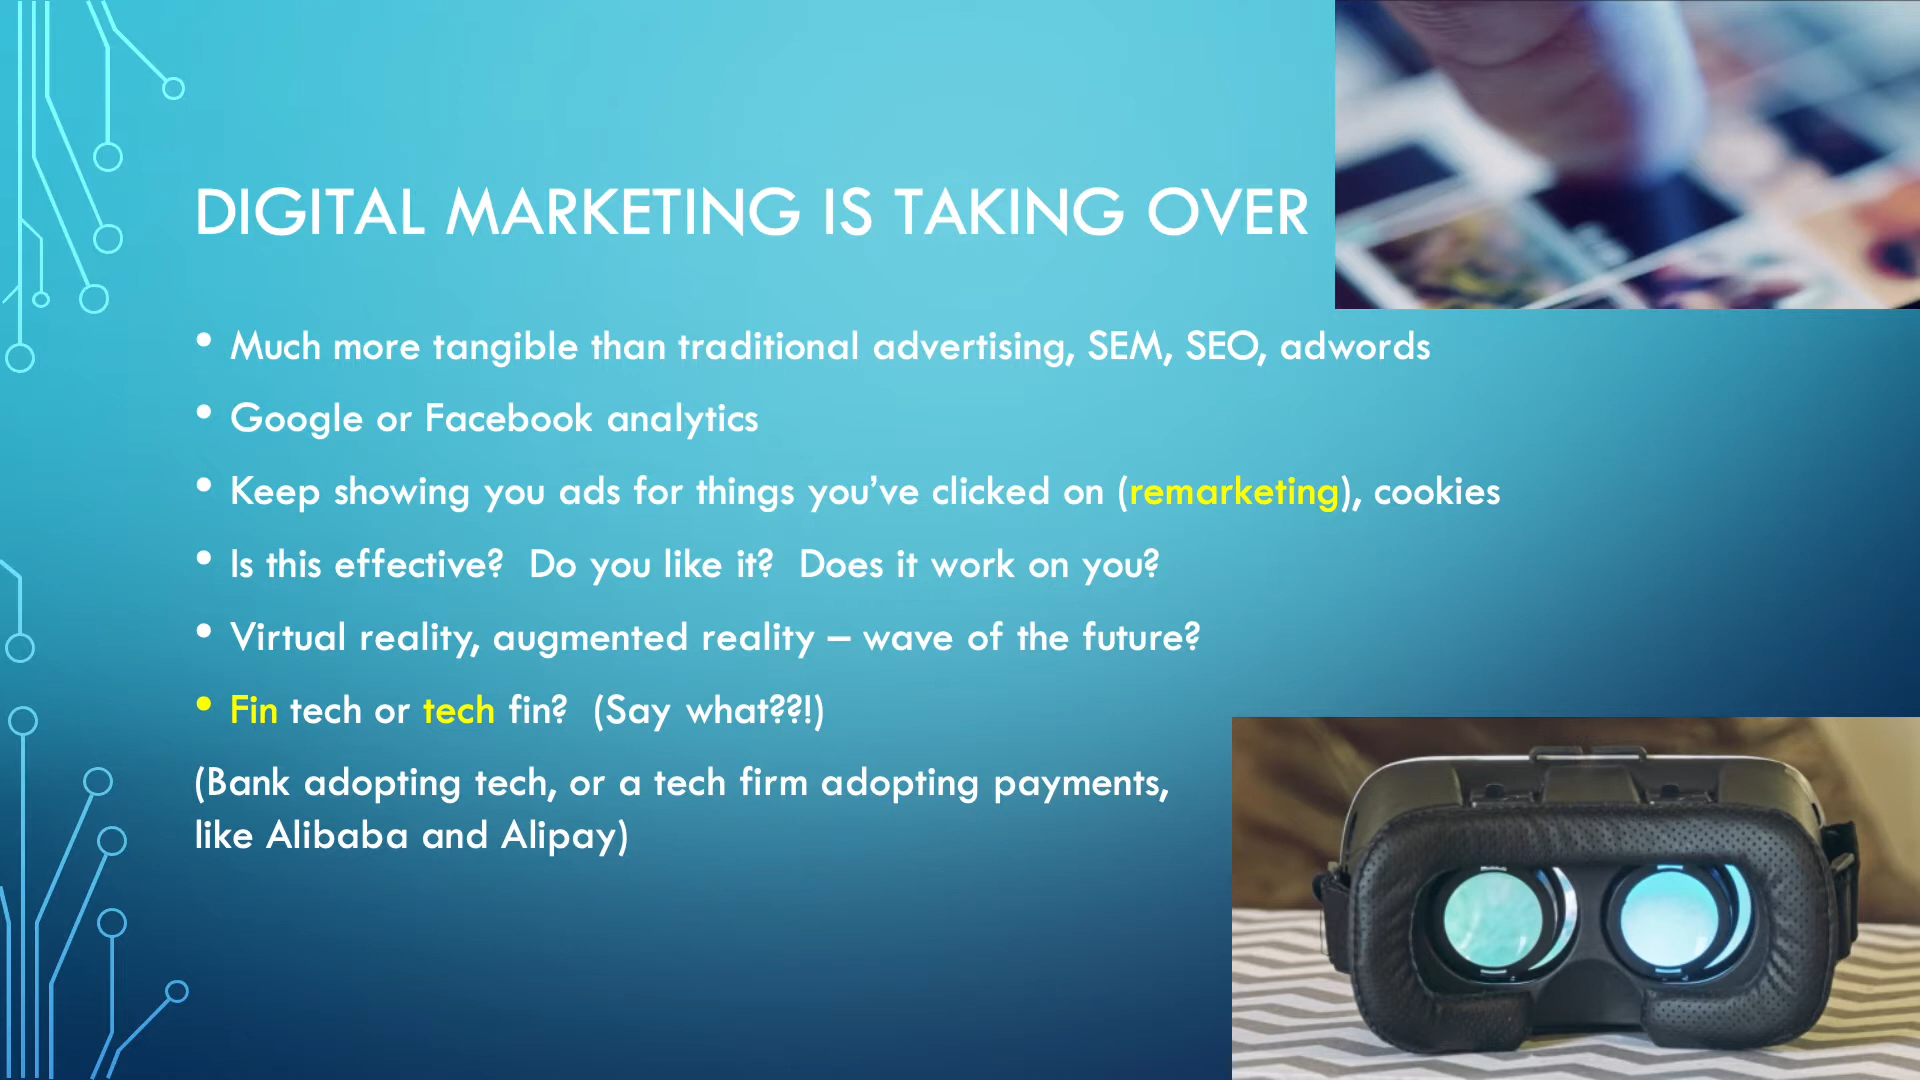 DIGITAL MARKETING IS TAKING OVER
• Much more tangible than traditional advertising, SEM, SEO, adwords
• Google or Facebook analytics
• Keep showing you ads for things you’ve clicked on (remarketing), cookies
• Is this effective?  Do you like it?  Does it work on you?
• Virtual reality, augmented reality – wave of the future?
• Fin tech or tech fin?  (Say what??!)
(Bank adopting tech, or a tech firm adopting payments,
like Alibaba and Alipay)